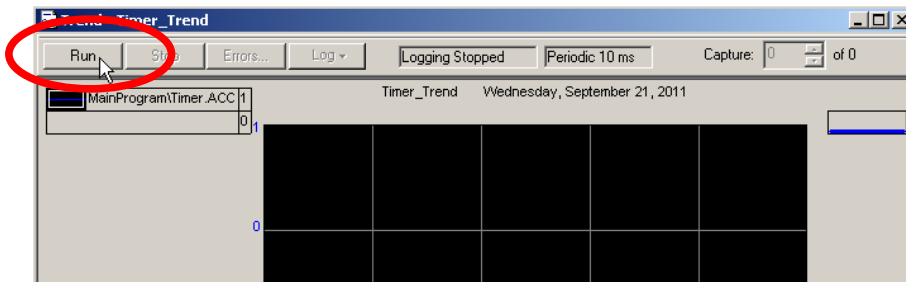 Trend - Timer_Trend
Run Stop Errors... Log Logging Stopped Periodic 10 ms Capture: 0 of 0
MainProgram\Timer.ACC 1 Timer_Trend Wednesday, September 21, 2011
0 1
0